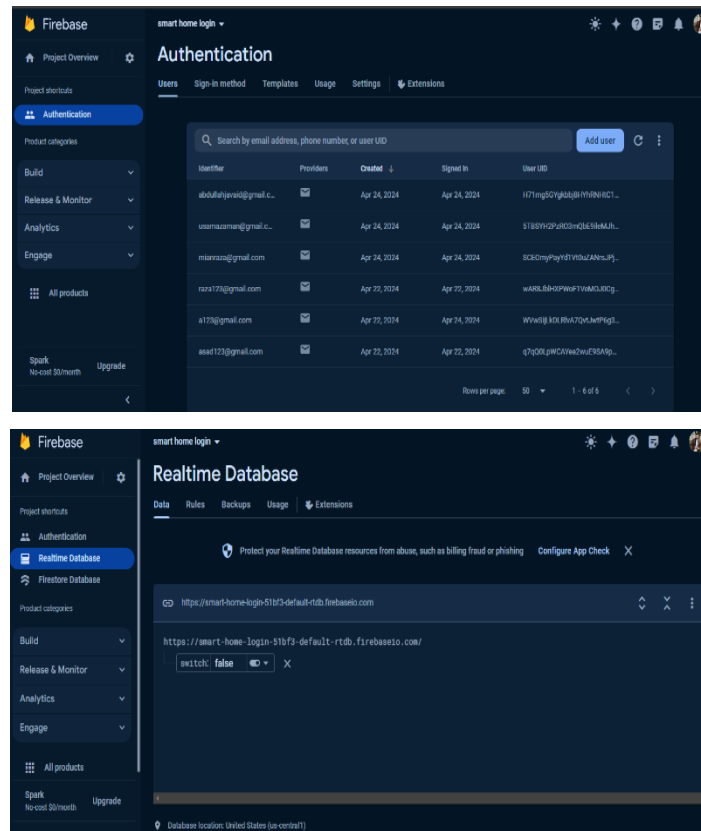 Firebase
smart home login
Project Overview
Authentication
Project shortcuts
Users Sign-in method Templates Usage Settings Extensions
Authentication
Product categories
Search by email address, phone number, or user UID Add user
Identifier Providers Created ↓ Signed In User UID
Build
abdullahjavaid@gmail.c... Apr 24, 2024 Apr 24, 2024
Release & Monitor
usamazaman@gmail.c... Apr 24, 2024 Apr 24, 2024
Analytics
mianraza@gmail.com Apr 24, 2024 Apr 24, 2024
Engage
raza123@gmail.com Apr 22, 2024 Apr 22, 2024
All products
a123@gmail.com Apr 22, 2024 Apr 24, 2024
asad123@gmail.com Apr 22, 2024 Apr 22, 2024
Spark
No-cost $0/month Upgrade
Rows per page: 50 1 – 6 of 6
Firebase
smart home login
Project Overview
Realtime Database
Project shortcuts
Data Rules Backups Usage Extensions
Authentication
Realtime Database
Protect your Realtime Database resources from abuse, such as billing fraud or phishing Configure App Check
Firestore Database
Product categories
https://smart-home-login-51bf3-default-rtdb.firebaseio.com
Build
https://smart-home-login-51bf3-default-rtdb.firebaseio.com/
switch: false
Release & Monitor
Analytics
Engage
All products
Spark
No-cost $0/month Upgrade
Database location: United States (us-central1)